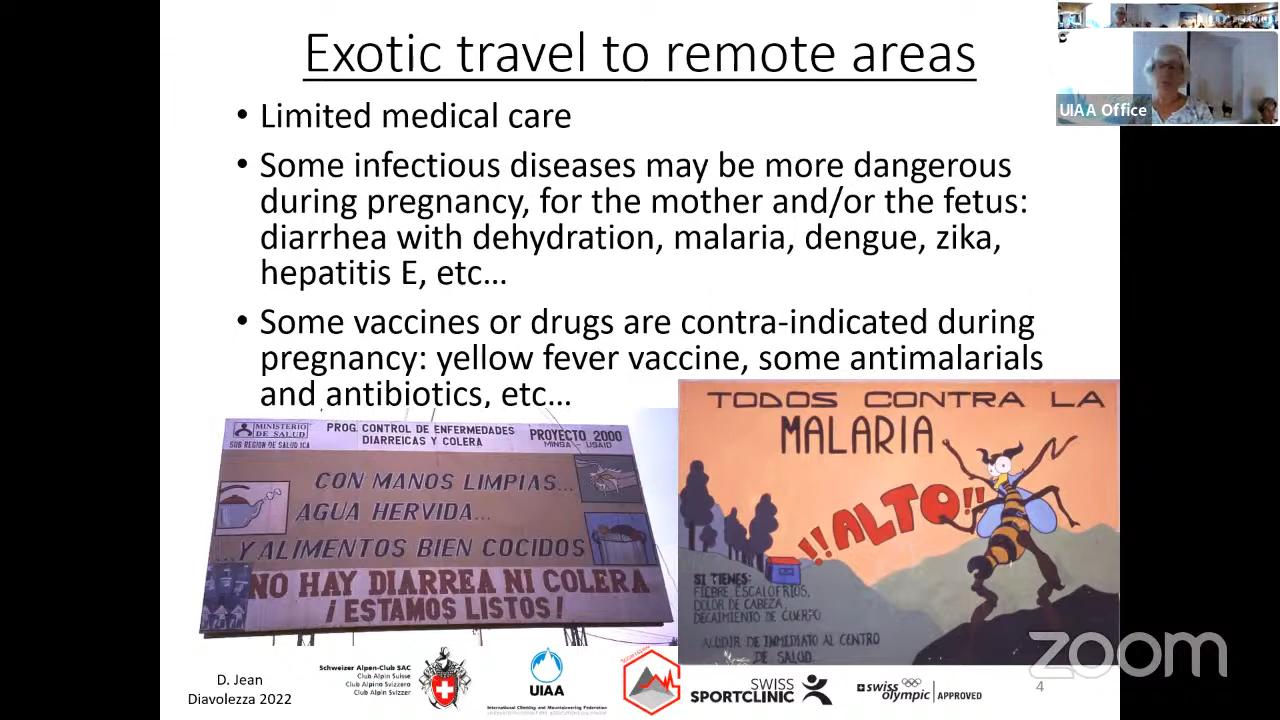 Exotic travel to remote areas
• Limited medical care
• Some infectious diseases may be more dangerous
during pregnancy, for the mother and/or the fetus:
diarrhea with dehydration, malaria, dengue, zika,
hepatitis E, etc...
• Some vaccines or drugs are contra-indicated during
pregnancy: yellow fever vaccine, some antimalarials
and antibiotics, etc...
UIAA Office
MINISTERIO
DE SALUD
SUB REGION DE SALUD ICA
PROG. CONTROL DE ENFERMEDADES
DIARREICAS Y COLERA
PROYECTO 2000
MINSA - USAID
CON MANOS LIMPIAS...
AGUA HERVIDA...
...Y ALIMENTOS BIEN COCIDOS
NO HAY DIARREA NI COLERA
¡ESTAMOS LISTOS!
TODOS CONTRA LA
MALARIA
!!ALTO!!
SI TIENES:
FIEBRE, ESCALOFRIOS,
DOLOR DE CABEZA,
DECAIMIENTO DE CUERPO
ACUDIR DE INMEDIATO AL CENTRO
DE SALUD
D. Jean
Diavolezza 2022
Schweizer Alpen-Club SAC
Club Alpin Suisse
Club Alpino Svizzero
Club Alpin Svizzer
UIAA
International Climbing and Mountaineering Federation
SWISS
SPORTCLINIC
swiss
olympic
APPROVED
4
zoom